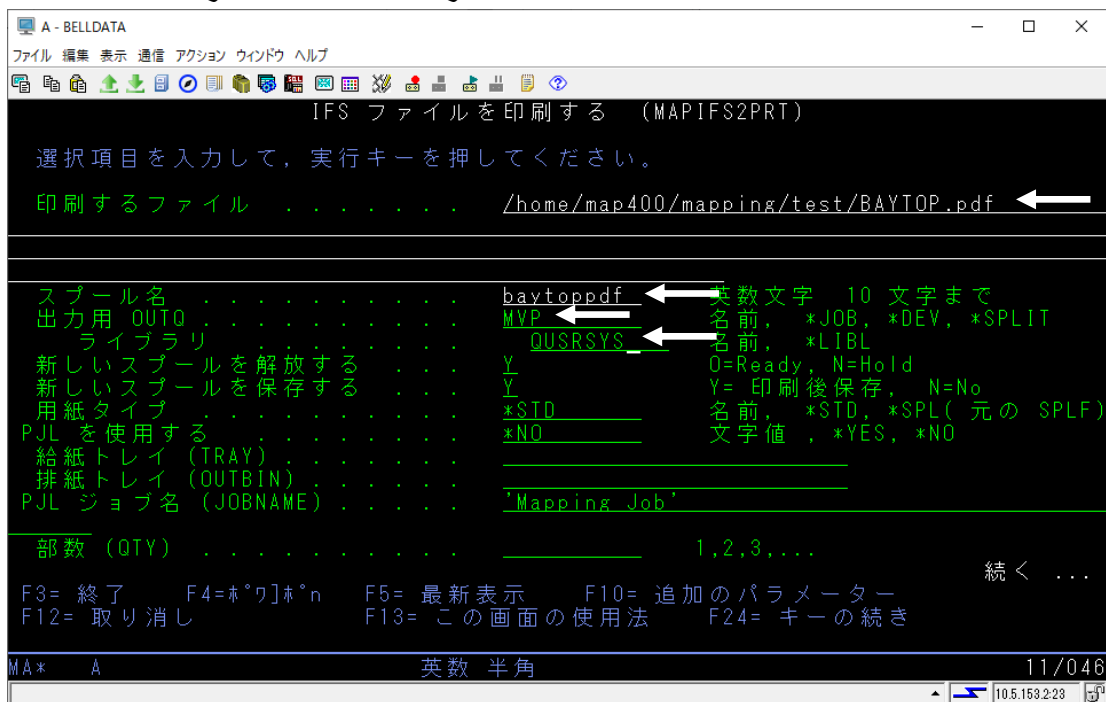 A - BELLDATA
ファイル 編集 表示 通信 アクション ウィンドウ ヘルプ
IFS ファイルを印刷する (MAPIFS2PRT)
選択項目を入力して, 実行キーを押してください。
印刷するファイル . . . . . . . /home/map400/mapping/test/BAYTOP.pdf
スプール名 . . . . . . . . . . baytoppdf 英数文字 10 文字まで
出力用 OUTQ . . . . . . . . . . MVP 名前, *JOB, *DEV, *SPLIT
ライブラリ . . . . . . . . . QUSRSYS 名前, *LIBL
新しいスプールを解放する . . . Y O=Ready, N=Hold
新しいスプールを保存する . . . Y Y= 印刷後保存, N=No
用紙タイプ . . . . . . . . . . *STD 名前, *STD, *SPL( 元の SPLF)
PJL を使用する . . . . . . . . *NO 文字値 , *YES, *NO
給紙トレイ (TRAY) . . . . . . .
排紙トレイ (OUTBIN) . . . . . .
PJL ジョブ名 (JOBNAME) . . . . . 'Mapping Job'
部数 (QTY) . . . . . . . . . . 1,2,3,...
続く ...
F3= 終了 F4=ﾎﾟﾜ]ﾎﾟn F5= 最新表示 F10= 追加のパラメーター
F12= 取り消し F13= この画面の使用法 F24= キーの続き
MA* A 英数 半角 11/046
10.5.153.2:23